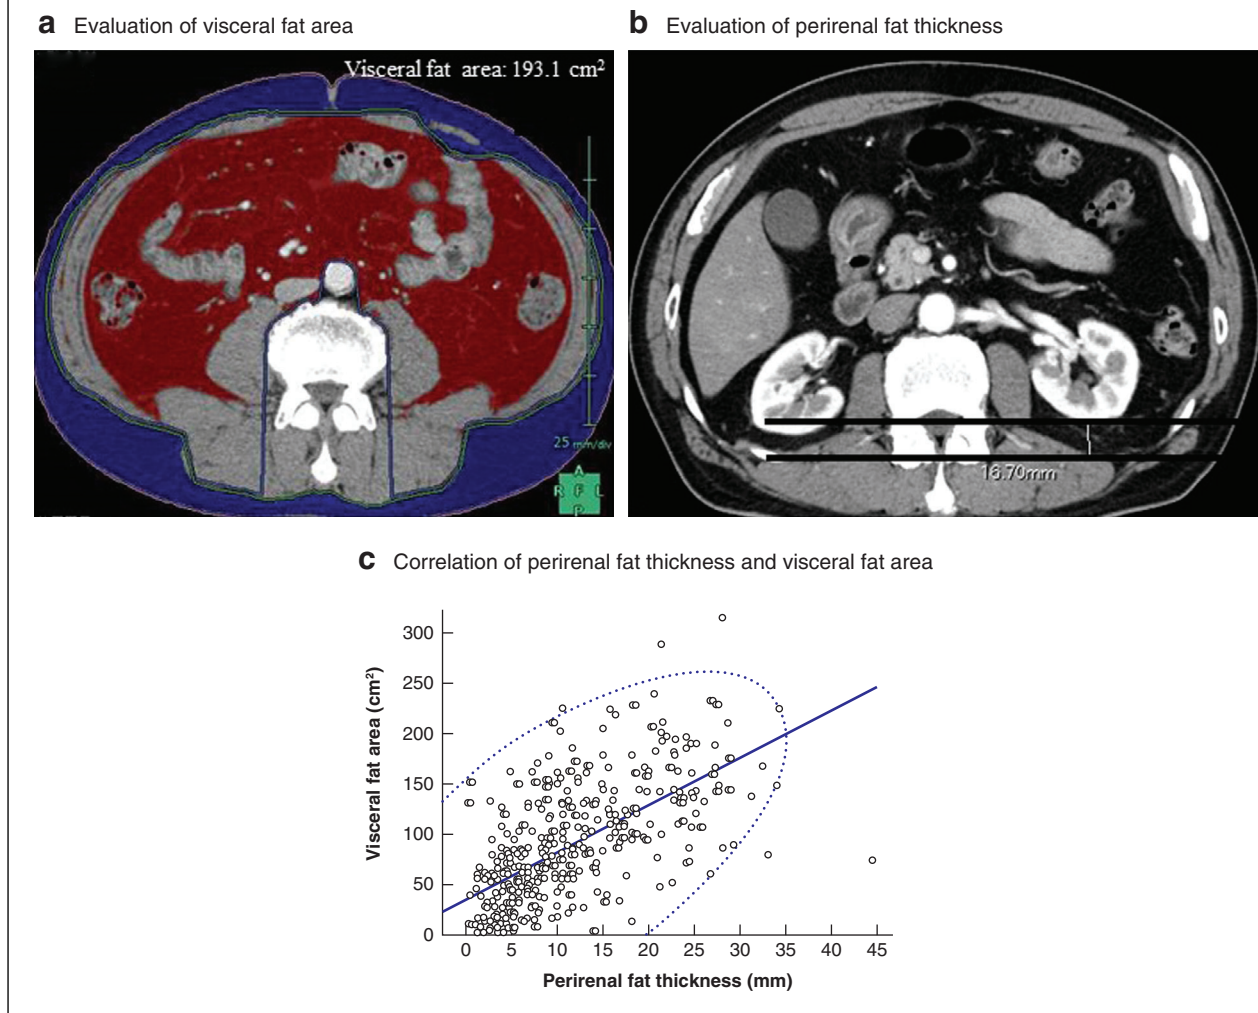 a Evaluation of visceral fat area
Visceral fat area: 193.1 cm²
25 mm/div
A
R F L
P
b Evaluation of perirenal fat thickness
16.70mm
c Correlation of perirenal fat thickness and visceral fat area
Visceral fat area (cm²)
300
250
200
150
100
50
0
0 5 10 15 20 25 30 35 40 45
Perirenal fat thickness (mm)